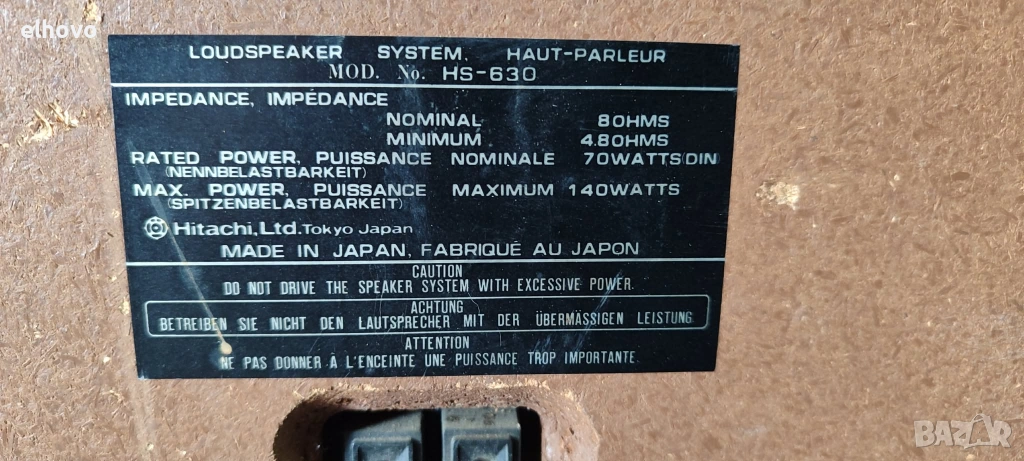 elhovo
LOUDSPEAKER SYSTEM, HAUT-PARLEUR
MOD. No. HS-630
IMPEDANCE, IMPÉDANCE
NOMINAL 8OHMS
MINIMUM 4.8OHMS
RATED POWER, PUISSANCE NOMINALE 70WATTS(DIN)
(NENNBELASTBARKEIT)
MAX. POWER, PUISSANCE MAXIMUM 140WATTS
(SPITZENBELASTBARKEIT)
Hitachi, Ltd. Tokyo Japan
MADE IN JAPAN, FABRIQUÉ AU JAPON
CAUTION
DO NOT DRIVE THE SPEAKER SYSTEM WITH EXCESSIVE POWER.
ACHTUNG
BETREIBEN SIE NICHT DEN LAUTSPRECHER MIT DER ÜBERMÄSSIGEN LEISTUNG
ATTENTION
NE PAS DONNER À L'ENCEINTE UNE PUISSANCE TROP IMPORTANTE.
BAZAR